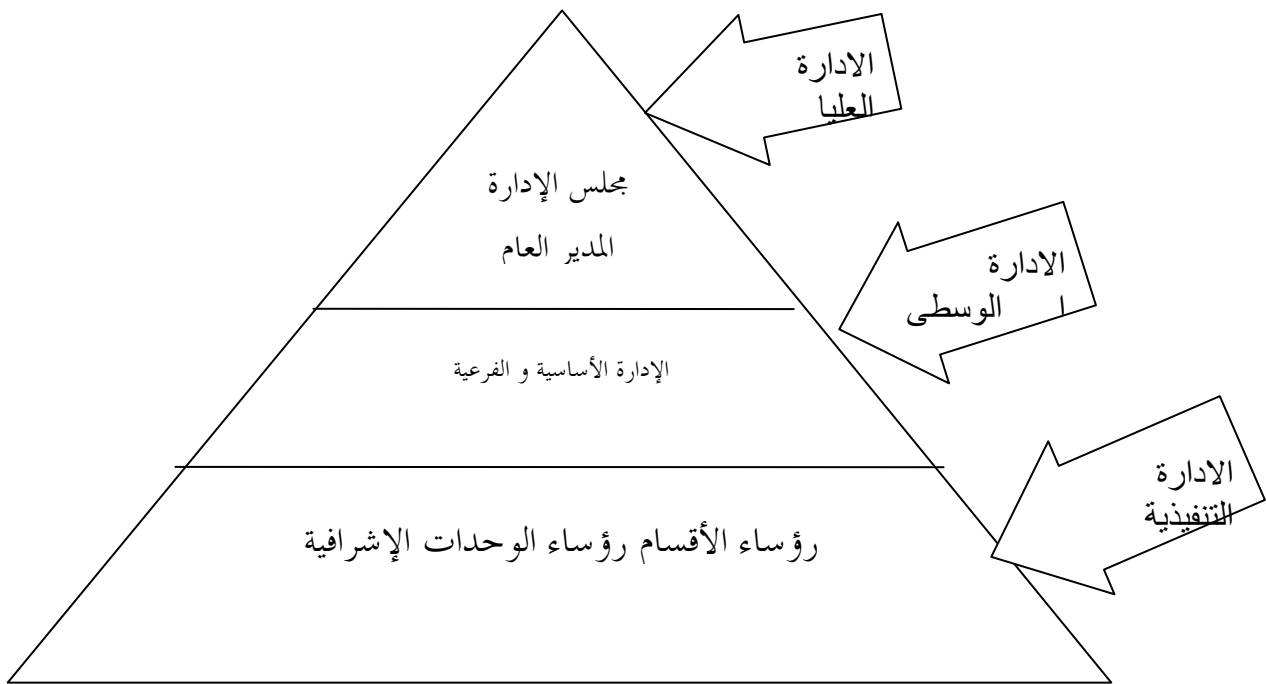 الادارة
العليا
مجلس الإدارة
المدير العام
الادارة
الوسطى
الإدارة الأساسية و الفرعية
الادارة
التنفيذية
رؤساء الأقسام رؤساء الوحدات الإشرافية